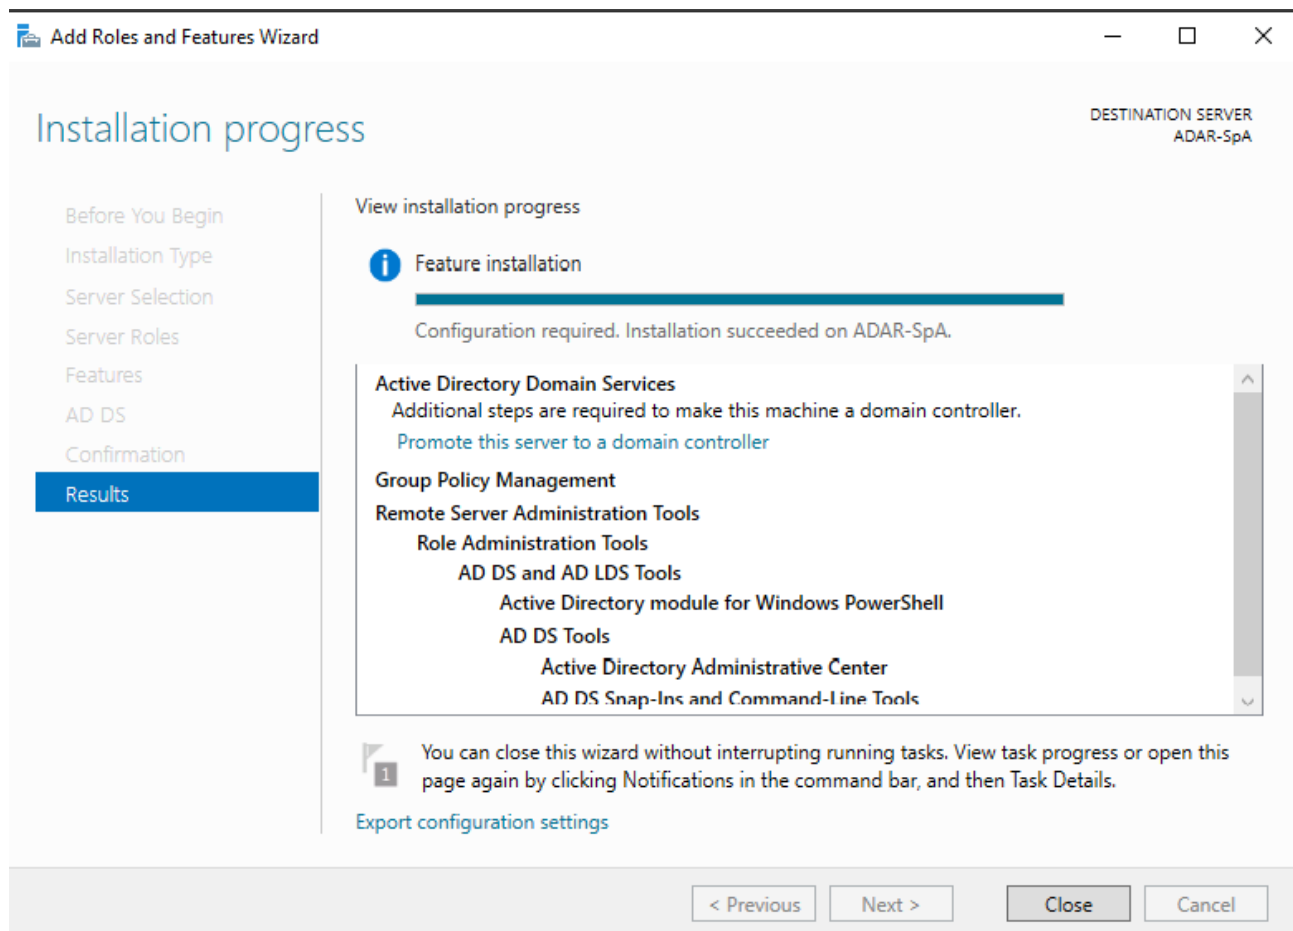 Add Roles and Features Wizard
Installation progress
DESTINATION SERVER
ADAR-SpA
Before You Begin
Installation Type
Server Selection
Server Roles
Features
AD DS
Confirmation
Results
View installation progress
Feature installation
Configuration required. Installation succeeded on ADAR-SpA.
Active Directory Domain Services
Additional steps are required to make this machine a domain controller.
Promote this server to a domain controller
Group Policy Management
Remote Server Administration Tools
Role Administration Tools
AD DS and AD LDS Tools
Active Directory module for Windows PowerShell
AD DS Tools
Active Directory Administrative Center
AD DS Snap-Ins and Command-Line Tools
1
You can close this wizard without interrupting running tasks. View task progress or open this
page again by clicking Notifications in the command bar, and then Task Details.
Export configuration settings
< Previous
Next >
Close
Cancel